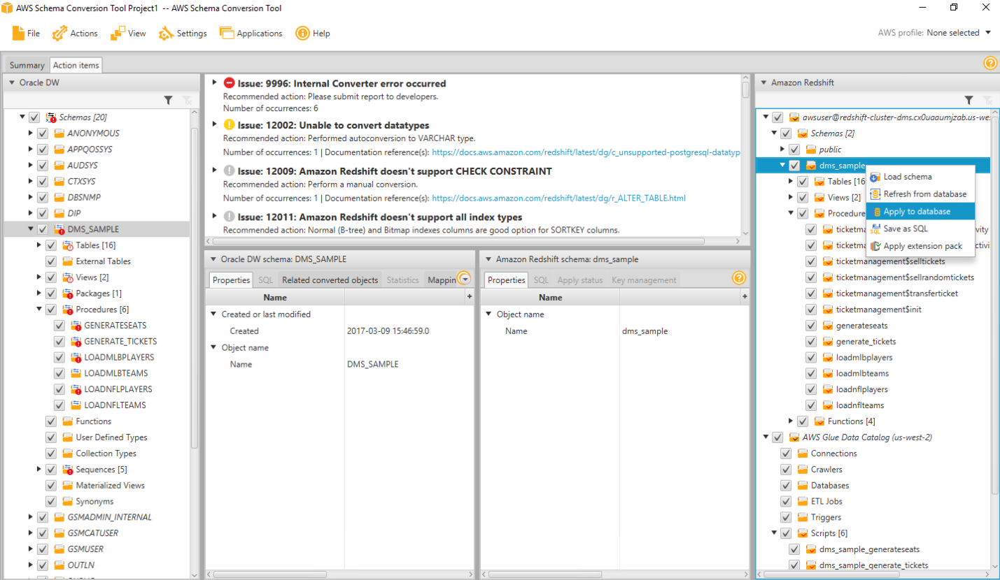 AWS Schema Conversion Tool Project1 -- AWS Schema Conversion Tool
File Actions View Settings Applications Help AWS profile: None selected
Summary Action items
Oracle DW
Schemas [20]
ANONYMOUS
APPQOSSYS
AUDSYS
CTXSYS
DBSNMP
DIP
DMS_SAMPLE
Tables [16]
External Tables
Views [2]
Packages [1]
Procedures [6]
GENERATESEATS
GENERATE_TICKETS
LOADMLBPLAYERS
LOADMLBTEAMS
LOADNFLPLAYERS
LOADNFLTEAMS
Functions
User Defined Types
Collection Types
Sequences [5]
Materialized Views
Synonyms
GSMADMIN_INTERNAL
GSMCATUSER
GSMUSER
OUTLN
Issue: 9996: Internal Converter error occurred
Recommended action: Please submit report to developers.
Number of occurrences: 6
Issue: 12002: Unable to convert datatypes
Recommended action: Performed autoconversion to VARCHAR type.
Number of occurrences: 1 | Documentation reference(s): https://docs.aws.amazon.com/redshift/latest/dg/c_unsupported-postgresql-datatyp
Issue: 12009: Amazon Redshift doesn't support CHECK CONSTRAINT
Recommended action: Perform a manual conversion.
Number of occurrences: 1 | Documentation reference(s): https://docs.aws.amazon.com/redshift/latest/dg/r_ALTER_TABLE.html
Issue: 12011: Amazon Redshift doesn't support all index types
Recommended action: Normal (B-tree) and Bitmap indexes columns are good option for SORTKEY columns.
Oracle DW schema: DMS_SAMPLE
Properties SQL Related converted objects Statistics Mappin
Name
Created or last modified
Created 2017-03-09 15:46:59.0
Object name
Name DMS_SAMPLE
Amazon Redshift schema: dms_sample
Properties SQL Apply status Key management
Name
Object name
Name dms_sample
Amazon Redshift
awsuser@redshift-cluster-dms.cx0uaaumjzab.us-we
Schemas [2]
public
dms_sample
Tables [16
Views [2]
Procedure
ticketma vity
ticketma ctivi
ticketmanagement$selltickets
ticketmanagement$sellrandomtickets
ticketmanagement$transferticket
ticketmanagement$init
generateseats
generate_tickets
loadmlbplayers
loadmlbteams
loadnflplayers
loadnflteams
Functions [4]
AWS Glue Data Catalog (us-west-2)
Connections
Crawlers
Databases
ETL Jobs
Triggers
Scripts [6]
dms_sample_generateseats
dms_sample_generate_tickets
Load schema
Refresh from database
Apply to database
Save as SQL
Apply extension pack